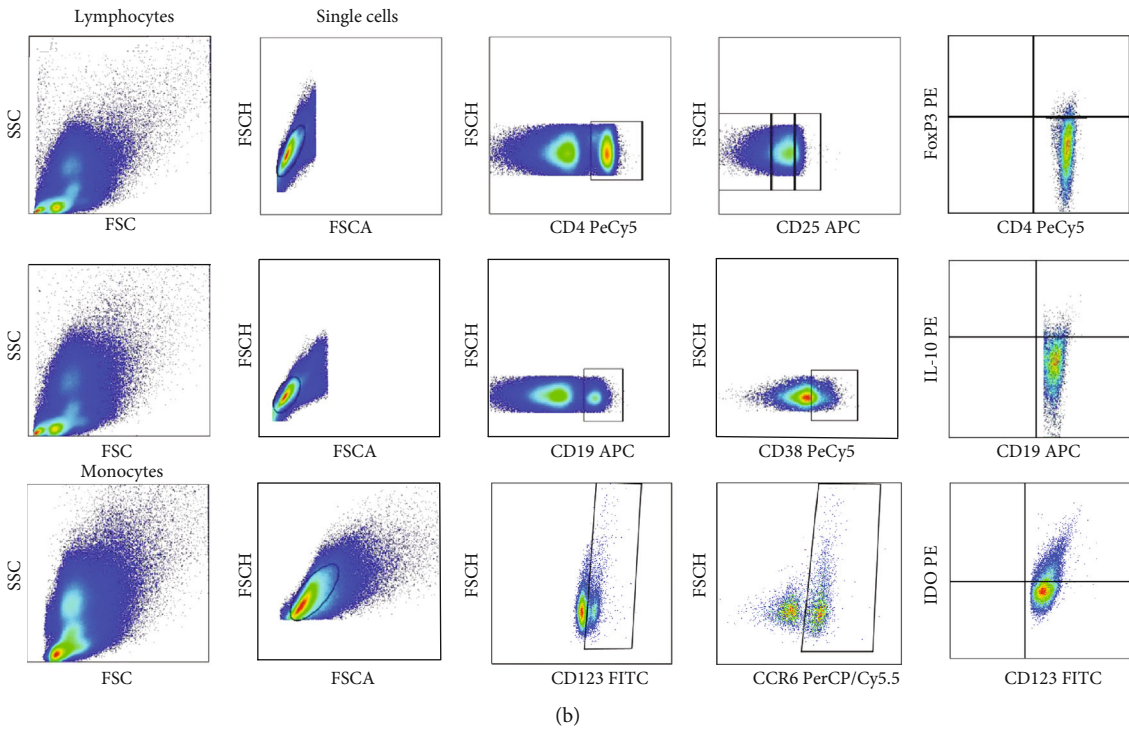 Lymphocytes
Single cells
SSC
FSC
FSCH
FSCA
FSCH
CD4 PeCy5
FSCH
CD25 APC
FoxP3 PE
CD4 PeCy5
SSC
FSC
FSCH
FSCA
FSCH
CD19 APC
FSCH
CD38 PeCy5
IL-10 PE
CD19 APC
Monocytes
SSC
FSC
FSCH
FSCA
FSCH
CD123 FITC
FSCH
CCR6 PerCP/Cy5.5
IDO PE
CD123 FITC
(b)